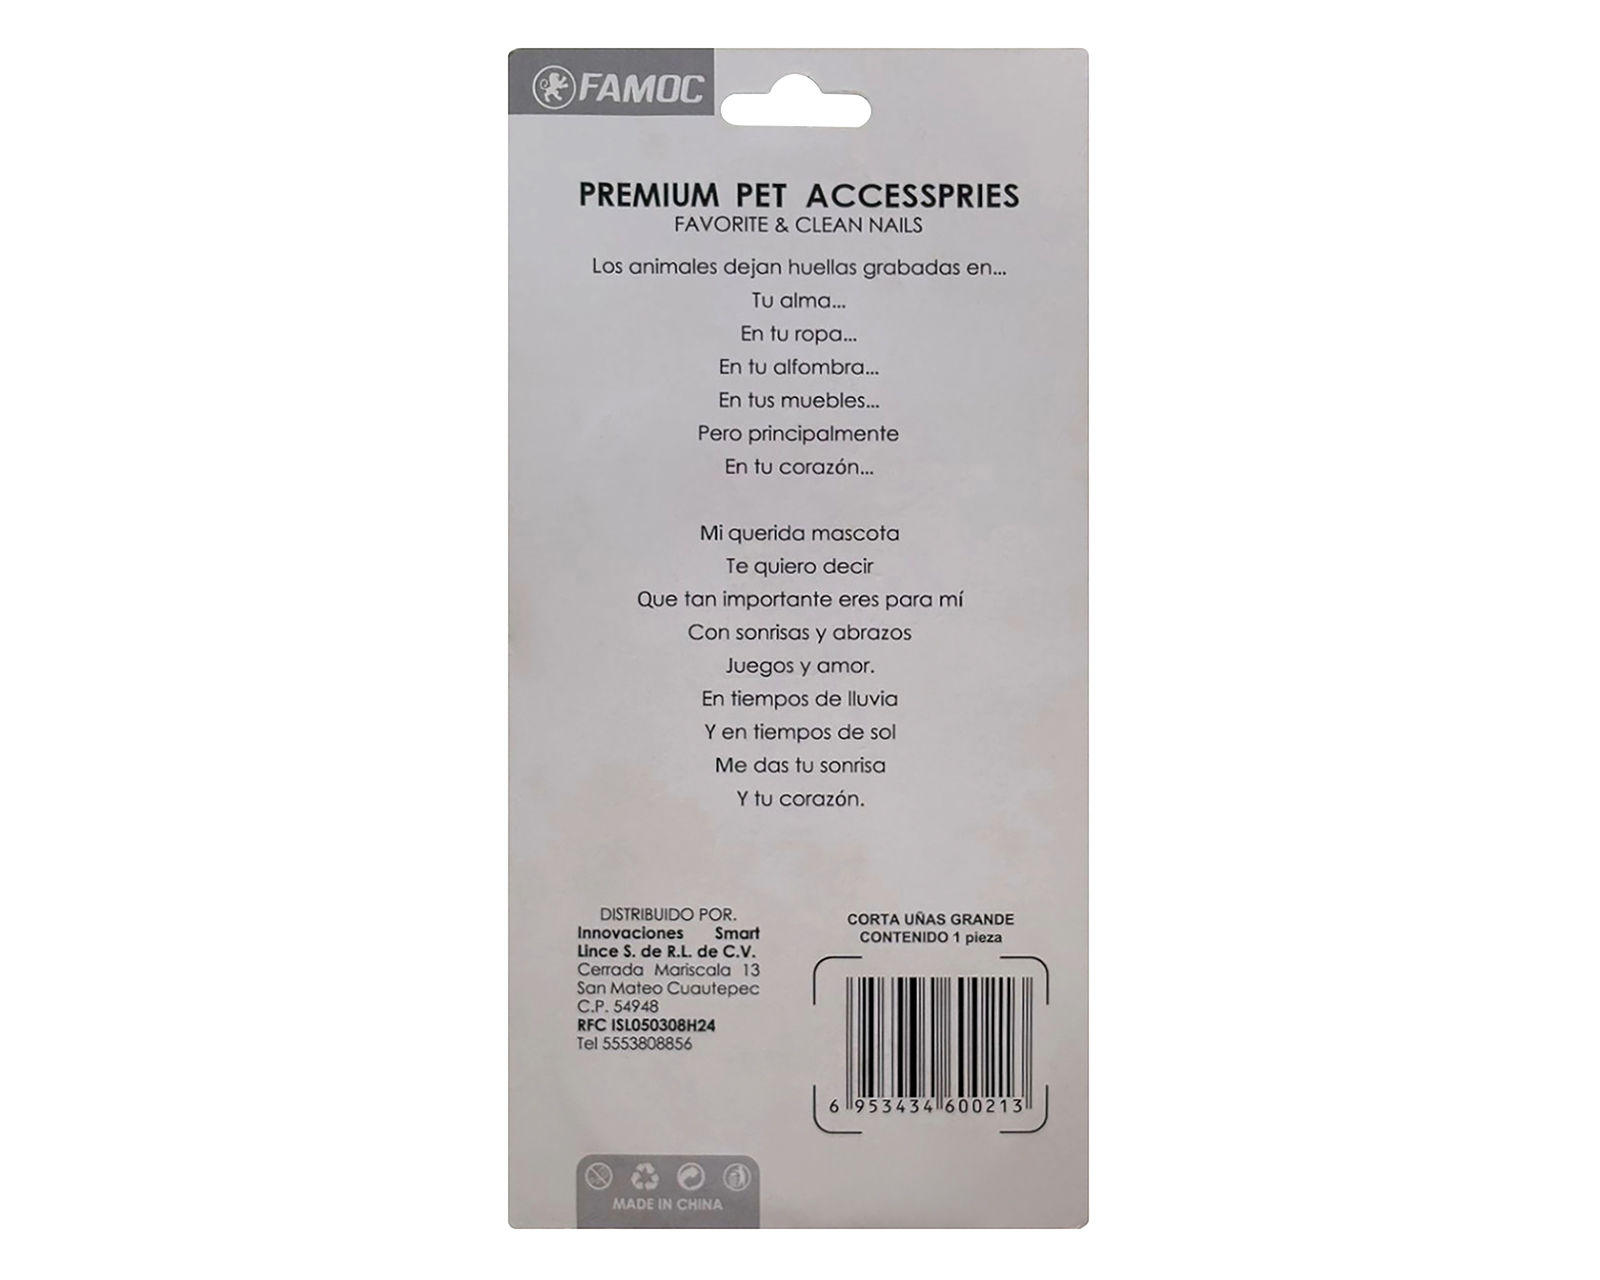 FAMOC
PREMIUM PET ACCESSPRIES
FAVORITE & CLEAN NAILS
Los animales dejan huellas grabadas en...
Tu alma...
En tu ropa...
En tu alfombra...
En tus muebles...
Pero principalmente
En tu corazón...
Mi querida mascota
Te quiero decir
Que tan importante eres para mí
Con sonrisas y abrazos
Juegos y amor.
En tiempos de lluvia
Y en tiempos de sol
Me das tu sonrisa
Y tu corazón.
DISTRIBUIDO POR.
Innovaciones Smart
Lince S. de R.L. de C.V.
Cerrada Mariscala 13
San Mateo Cuautepec
C.P. 54948
RFC ISL050308H24
Tel 5553808856
CORTA UÑAS GRANDE
CONTENIDO 1 pieza
6 953434 600213
MADE IN CHINA